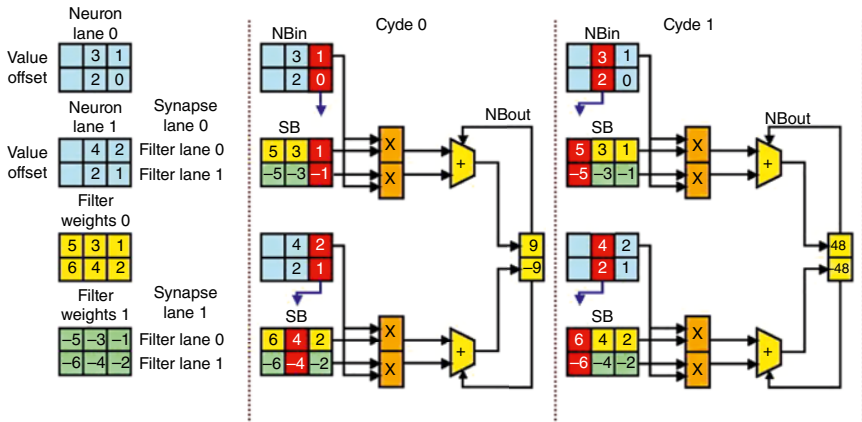 Neuron
lane 0
Value
offset
3 1
2 0
Neuron
lane 1
Value
offset
4 2
2 1
Synapse
lane 0
Filter lane 0
Filter lane 1
Filter
weights 0
5 3 1
6 4 2
Filter
weights 1
-5 -3 -1
-6 -4 -2
Synapse
lane 1
Filter lane 0
Filter lane 1
Cyde 0
NBin
3 1
2 0
SB
5 3 1
-5 -3 -1
X
X
+
NBout
4 2
2 1
SB
6 4 2
-6 -4 -2
X
X
+
9
-9
Cyde 1
NBin
3 1
2 0
SB
5 3 1
-5 -3 -1
X
X
+
NBout
4 2
2 1
SB
6 4 2
-6 -4 -2
X
X
+
48
-48